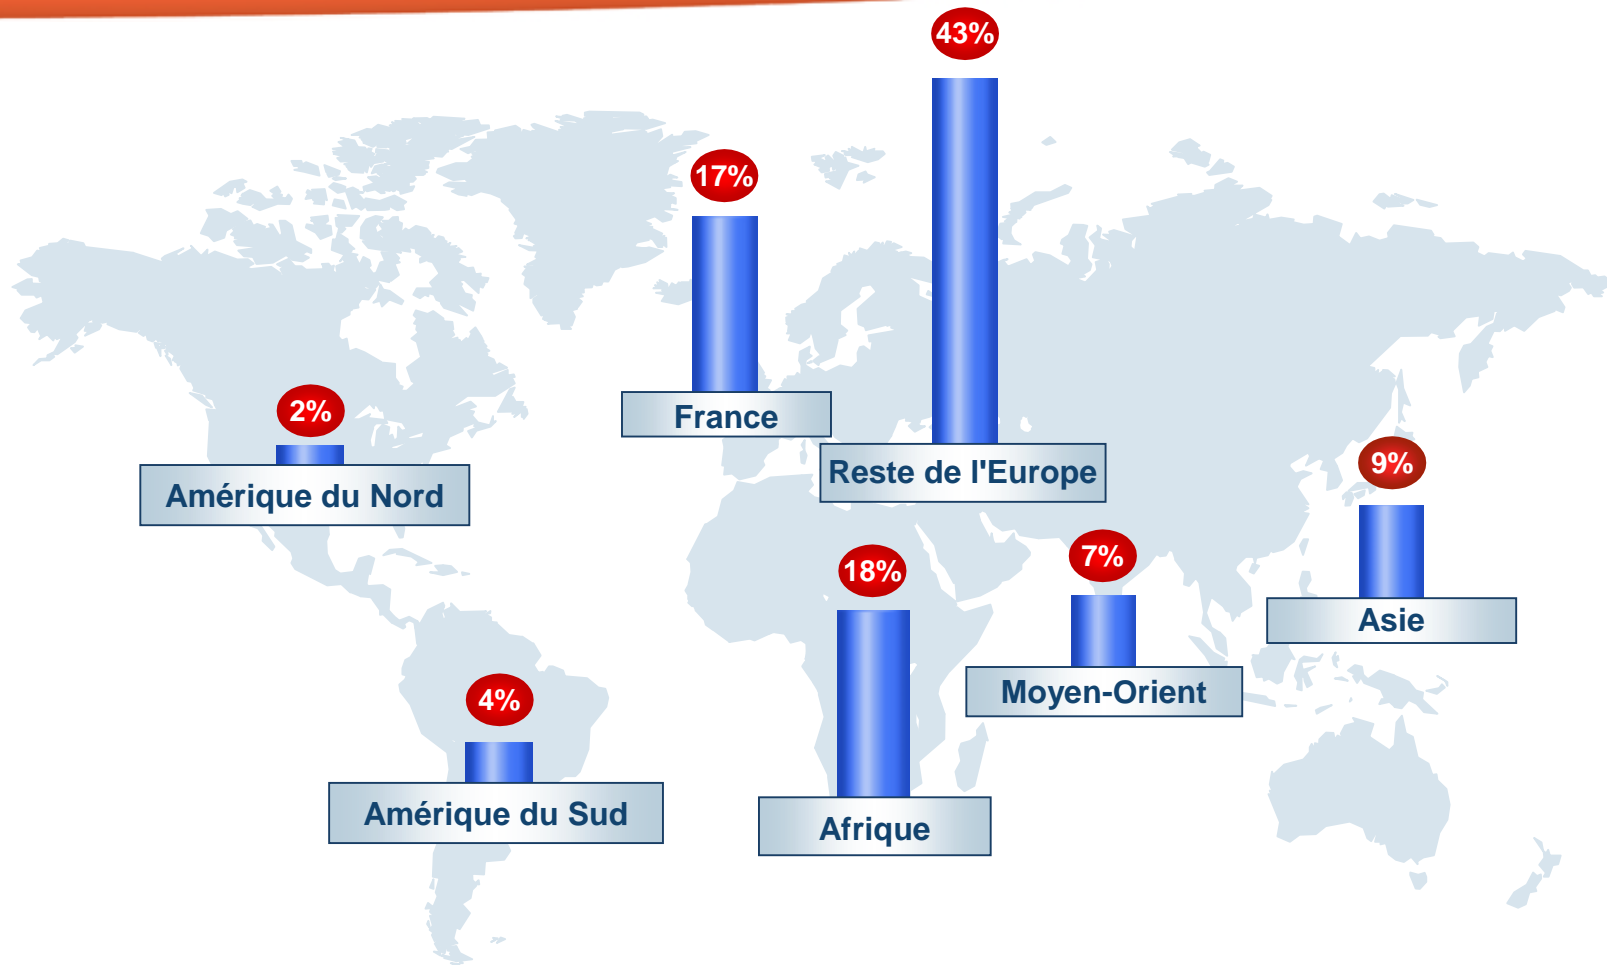 43%
17%
2%
France
Reste de l'Europe
9%
Amérique du Nord
18%
7%
Asie
4%
Moyen-Orient
Amérique du Sud
Afrique